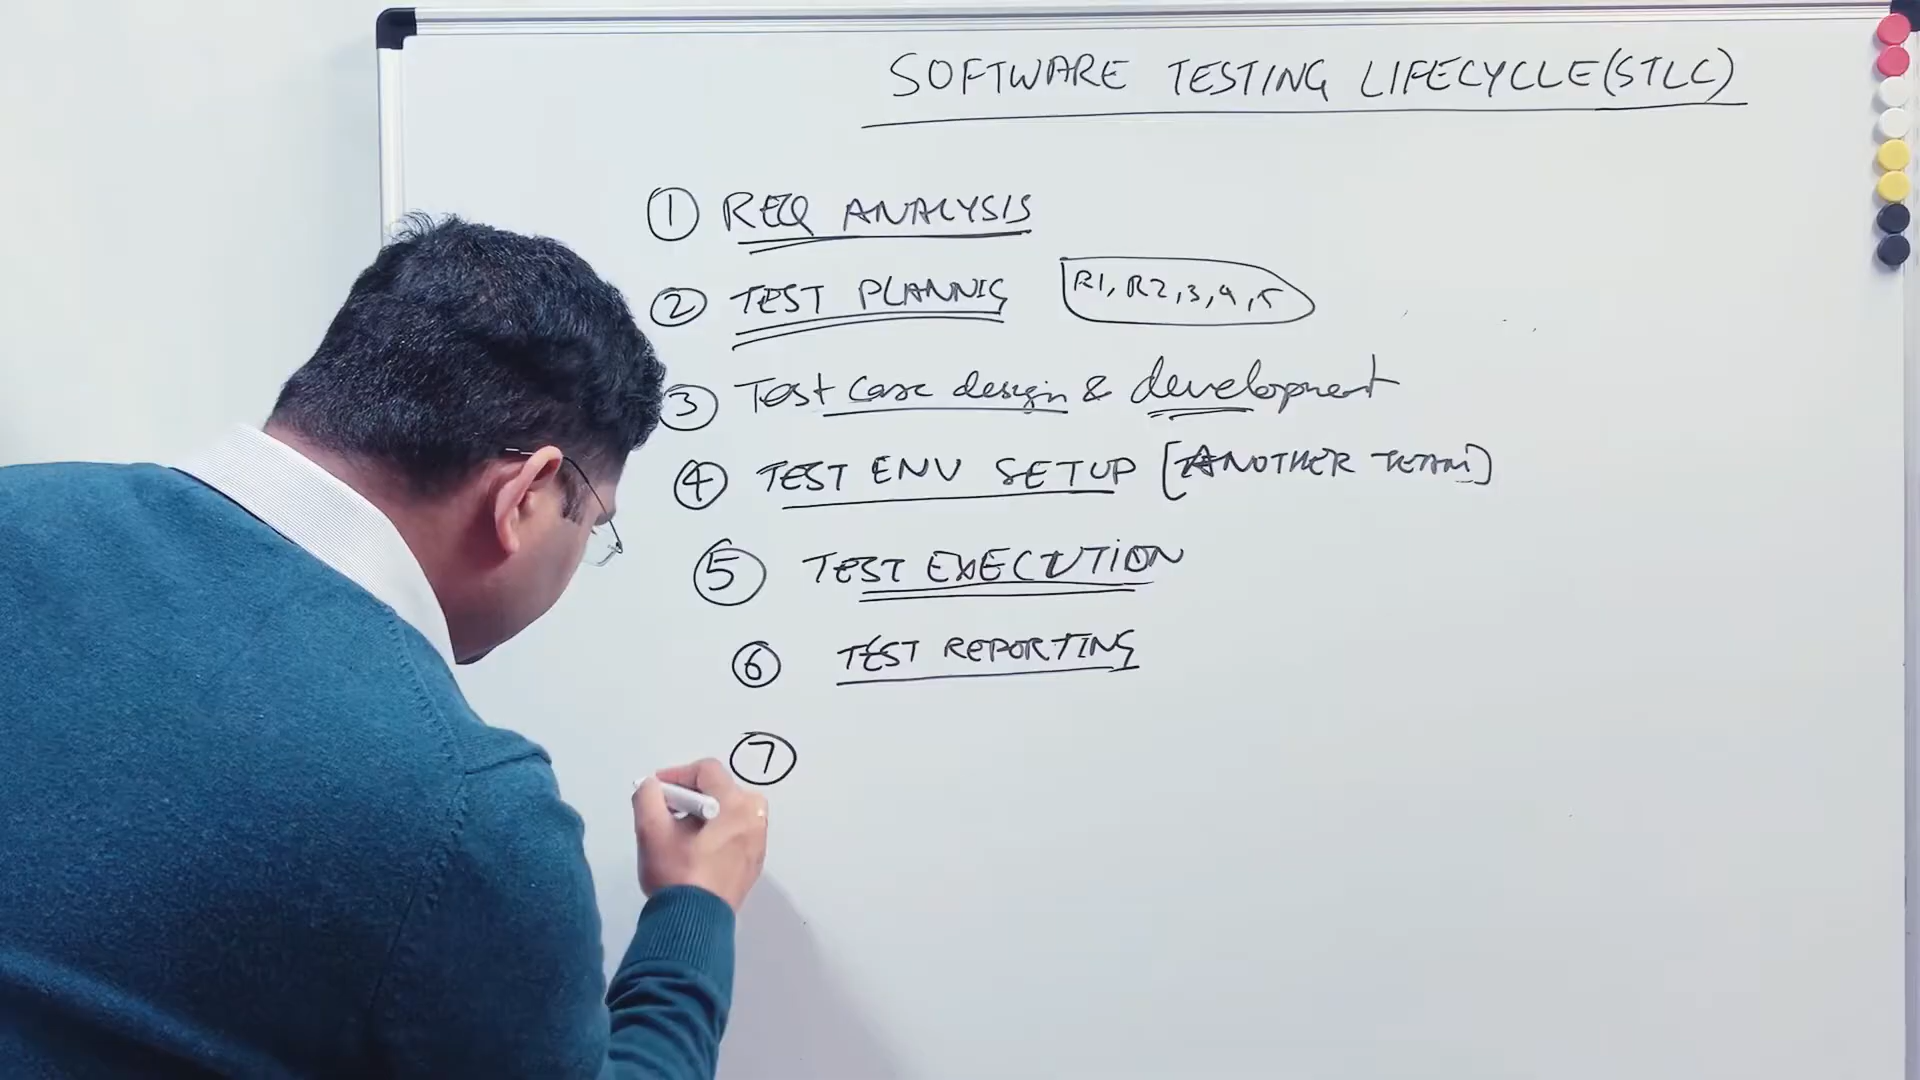 SOFTWARE TESTING LIFECYCLE (STLC)
① REQ ANALYSIS
② TEST PLANNIG R1, R2, 3, 4, 5
③ Test case design & development
④ TEST ENV SETUP [ANOTHER TEAM]
⑤ TEST EXECUTION
⑥ TEST REPORTING
⑦